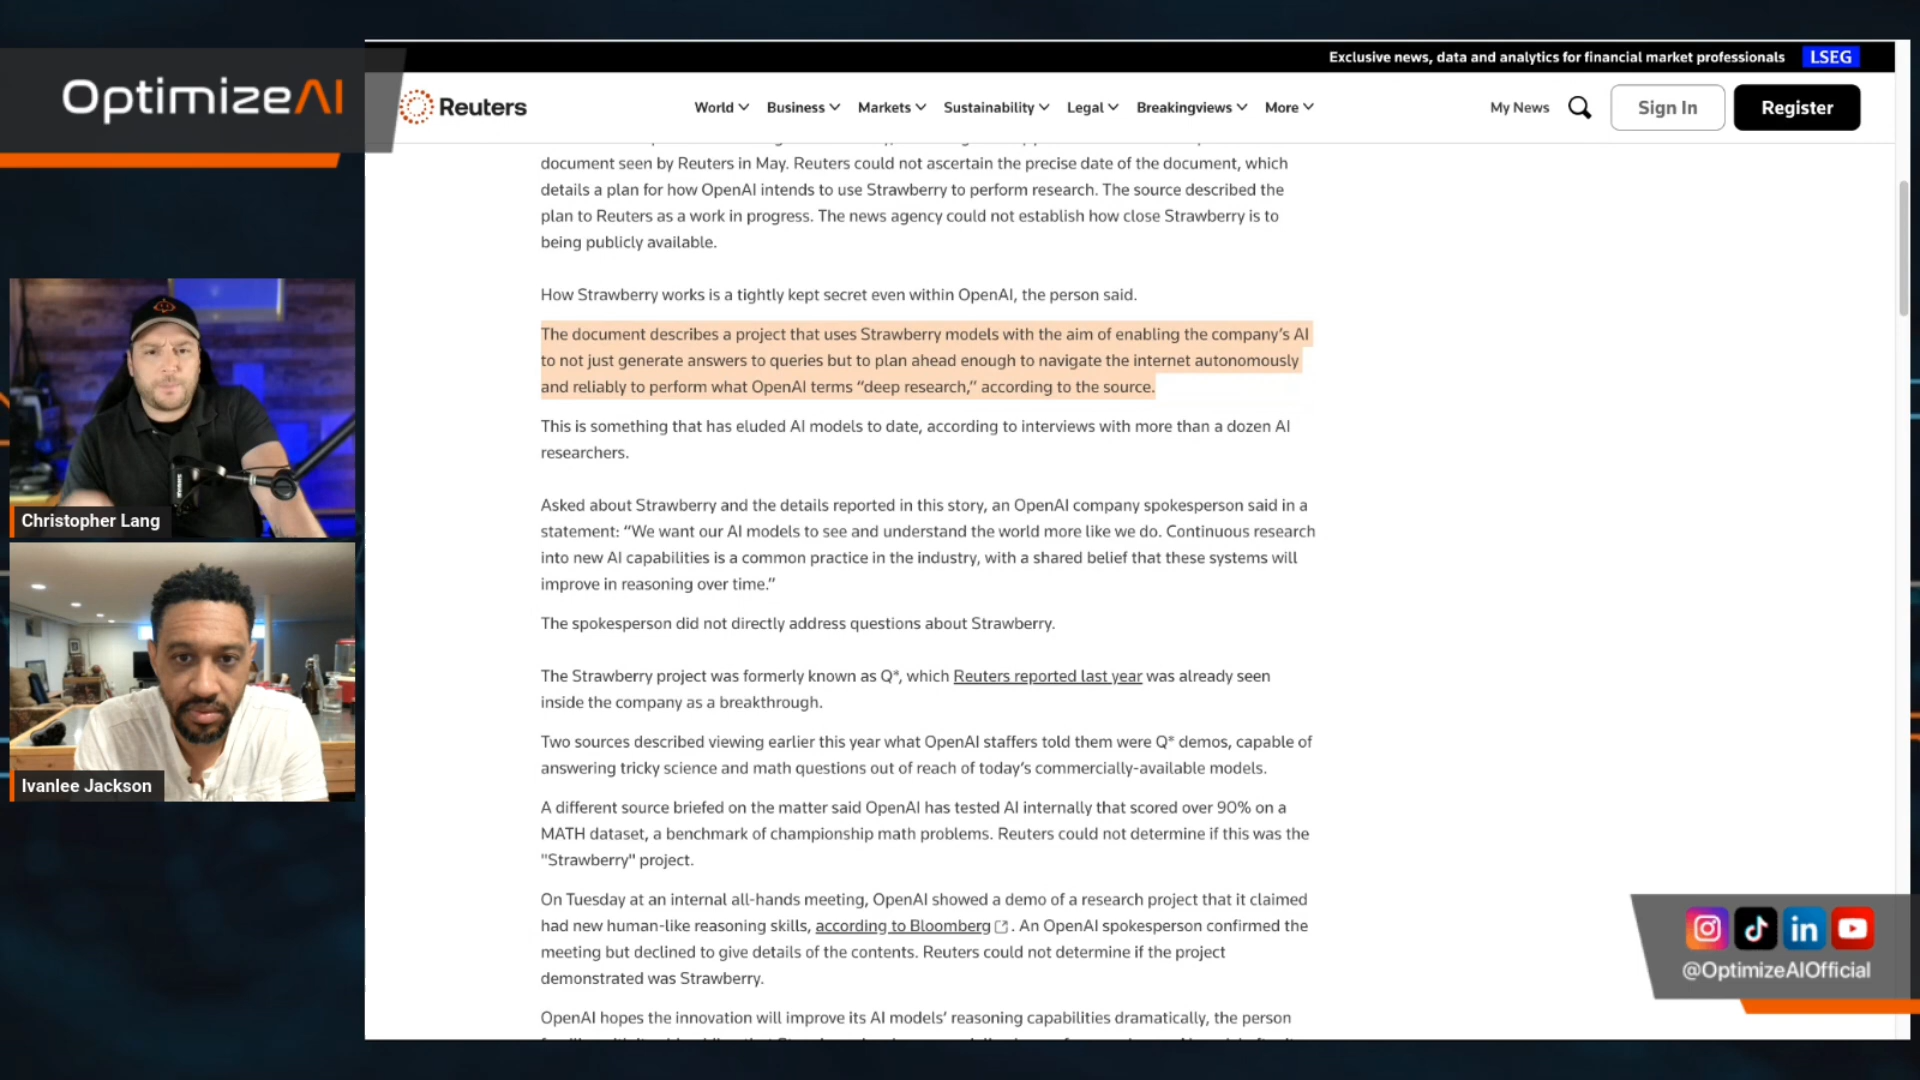 OptimizeAI
Exclusive news, data and analytics for financial market professionals LSEG
Reuters
World Business Markets Sustainability Legal Breakingviews More
My News Sign In Register
document seen by Reuters in May. Reuters could not ascertain the precise date of the document, which
details a plan for how OpenAI intends to use Strawberry to perform research. The source described the
plan to Reuters as a work in progress. The news agency could not establish how close Strawberry is to
being publicly available.
How Strawberry works is a tightly kept secret even within OpenAI, the person said.
The document describes a project that uses Strawberry models with the aim of enabling the company’s AI
to not just generate answers to queries but to plan ahead enough to navigate the internet autonomously
and reliably to perform what OpenAI terms “deep research,” according to the source.
This is something that has eluded AI models to date, according to interviews with more than a dozen AI
researchers.
Asked about Strawberry and the details reported in this story, an OpenAI company spokesperson said in a
statement: “We want our AI models to see and understand the world more like we do. Continuous research
into new AI capabilities is a common practice in the industry, with a shared belief that these systems will
improve in reasoning over time.”
The spokesperson did not directly address questions about Strawberry.
The Strawberry project was formerly known as Q*, which Reuters reported last year was already seen
inside the company as a breakthrough.
Two sources described viewing earlier this year what OpenAI staffers told them were Q* demos, capable of
answering tricky science and math questions out of reach of today’s commercially-available models.
A different source briefed on the matter said OpenAI has tested AI internally that scored over 90% on a
MATH dataset, a benchmark of championship math problems. Reuters could not determine if this was the
"Strawberry" project.
On Tuesday at an internal all-hands meeting, OpenAI showed a demo of a research project that it claimed
had new human-like reasoning skills, according to Bloomberg. An OpenAI spokesperson confirmed the
meeting but declined to give details of the contents. Reuters could not determine if the project
demonstrated was Strawberry.
OpenAI hopes the innovation will improve its AI models’ reasoning capabilities dramatically, the person
Christopher Lang
Ivanlee Jackson
in
@OptimizeAIOfficial